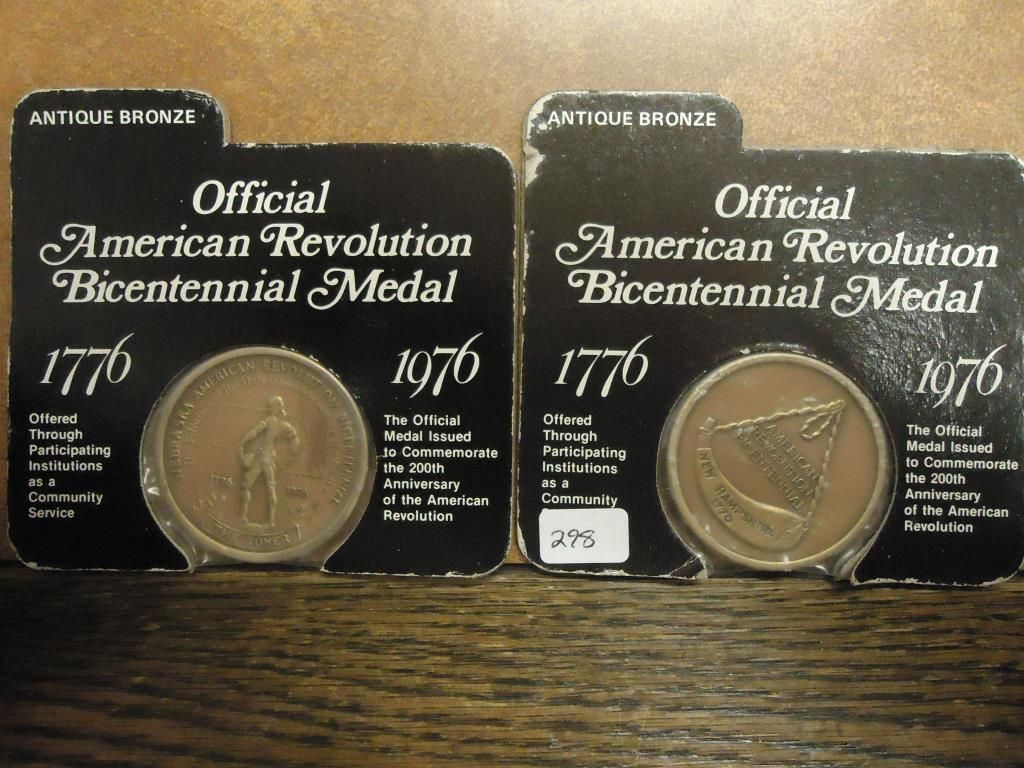 ANTIQUE BRONZE
Official
American Revolution
Bicentennial Medal
1776
1976
Offered
Through
Participating
Institutions
as a
Community
Service
The Official
Medal Issued
to Commemorate
the 200th
Anniversary
of the American
Revolution
NEBRASKA AMERICAN REVOLUTION BICENTENNIAL
1776
1976
THE SOWER
ANTIQUE BRONZE
Official
American Revolution
Bicentennial Medal
1776
1976
Offered
Through
Participating
Institutions
as a
Community
298
The Official
Medal Issued
to Commemorate
the 200th
Anniversary
of the American
Revolution
AMERICAN
REVOLUTION
BICENTENNIAL
NEW HAMPSHIRE
1776